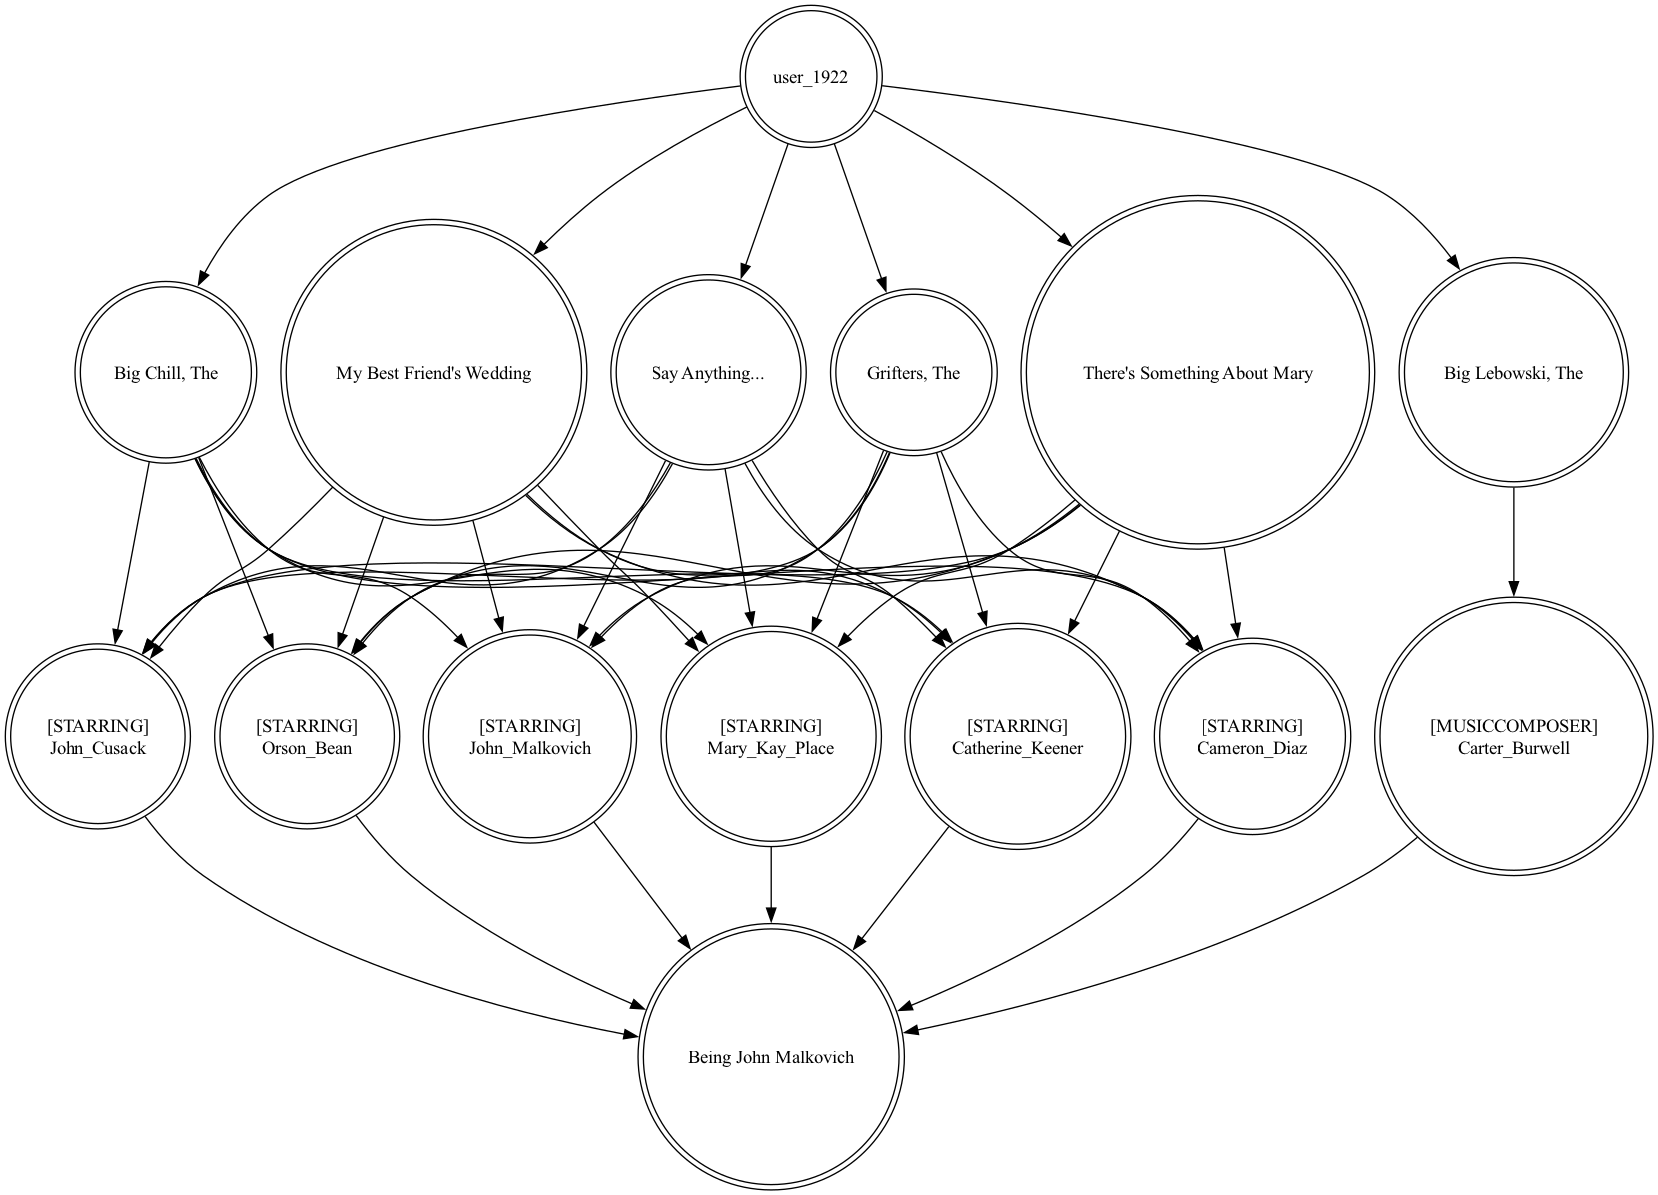 user_1922
Big Chill, The
My Best Friend's Wedding
Say Anything...
Grifters, The
There's Something About Mary
Big Lebowski, The
[STARRING]
John_Cusack
[STARRING]
Orson_Bean
[STARRING]
John_Malkovich
[STARRING]
Mary_Kay_Place
[STARRING]
Catherine_Keener
[STARRING]
Cameron_Diaz
[MUSICCOMPOSER]
Carter_Burwell
Being John Malkovich